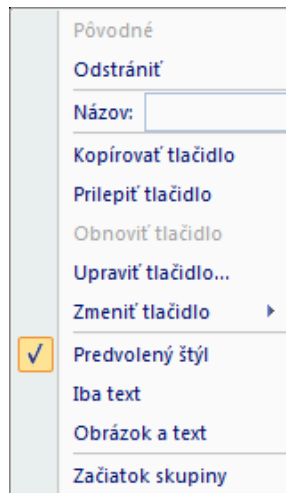 Pôvodné
Odstrániť
Názov:
Kopírovať tlačidlo
Prilepiť tlačidlo
Obnoviť tlačidlo
Upraviť tlačidlo...
Zmeniť tlačidlo
Predvolený štýl
Iba text
Obrázok a text
Začiatok skupiny